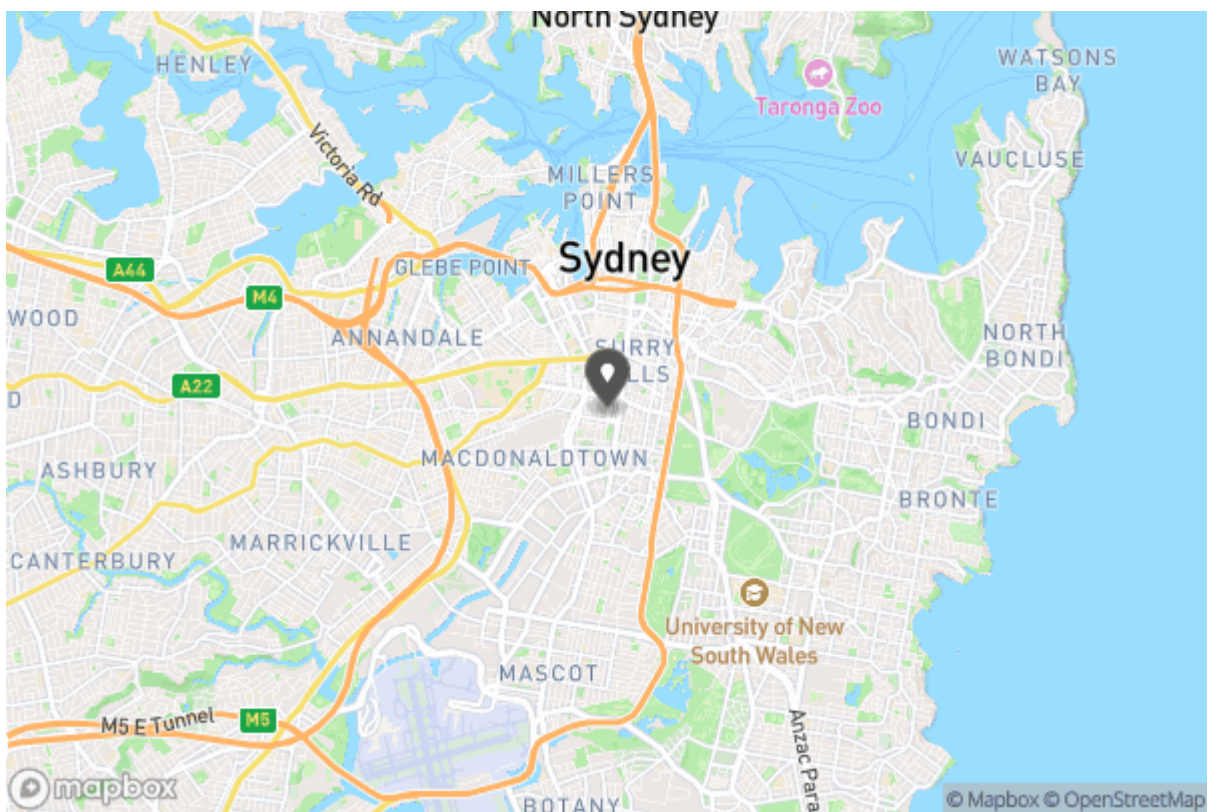 North Sydney
HENLEY
WATSONS
BAY
Taronga Zoo
Victoria Rd
VAUCLUSE
MILLERS
POINT
Sydney
A44
GLEBE POINT
M4
WOOD
ANNANDALE
SURRY
LLS
NORTH
BONDI
A22
D
BONDI
MACDONALDTOWN
ASHBURY
BRONTE
MARRICKVILLE
CANTERBURY
University of New
South Wales
MASCOT
M5 E Tunnel
M5
Anzac Para
BOTANY
mapbox
© Mapbox © OpenStreetMap